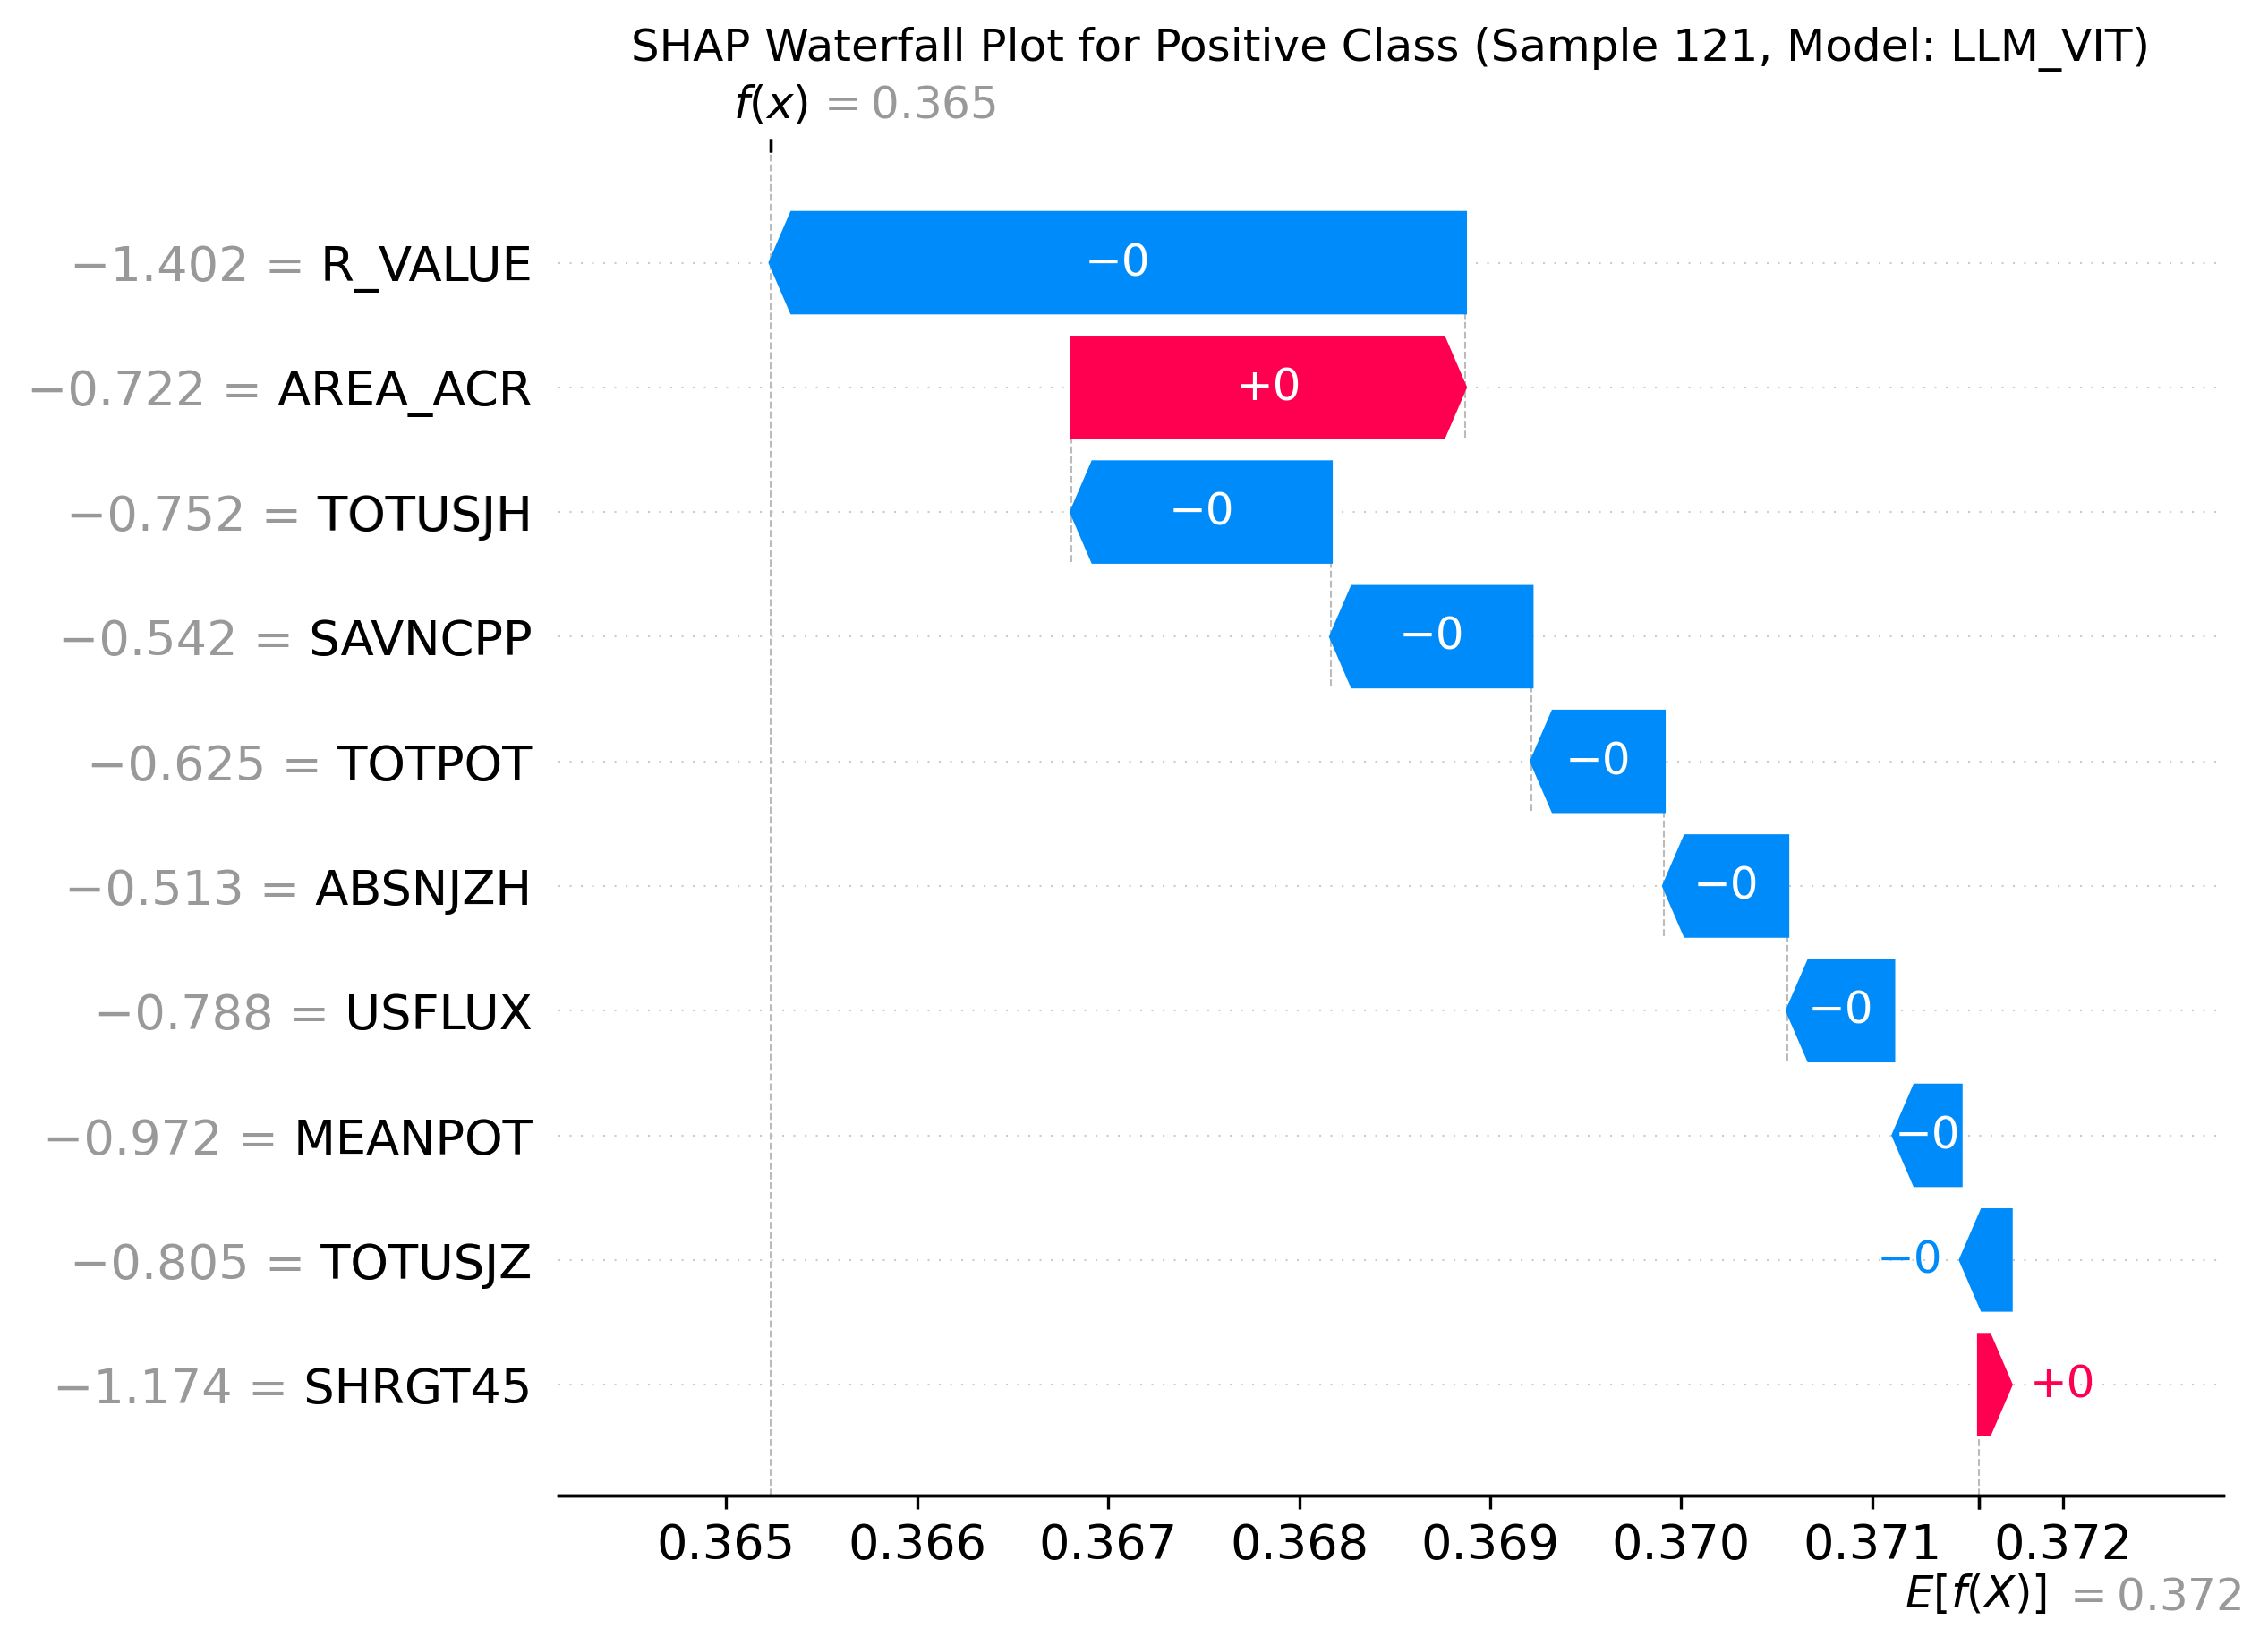 SHAP Waterfall Plot for Positive Class (Sample 121, Model: LLM_VIT)
f(x) = 0.365
−1.402 = R_VALUE −0
−0.722 = AREA_ACR +0
−0.752 = TOTUSJH −0
−0.542 = SAVNCPP −0
−0.625 = TOTPOT −0
−0.513 = ABSNJZH −0
−0.788 = USFLUX −0
−0.972 = MEANPOT −0
−0.805 = TOTUSJZ −0
−1.174 = SHRGT45 +0
0.365 0.366 0.367 0.368 0.369 0.370 0.371 0.372
E[f(X)] = 0.372